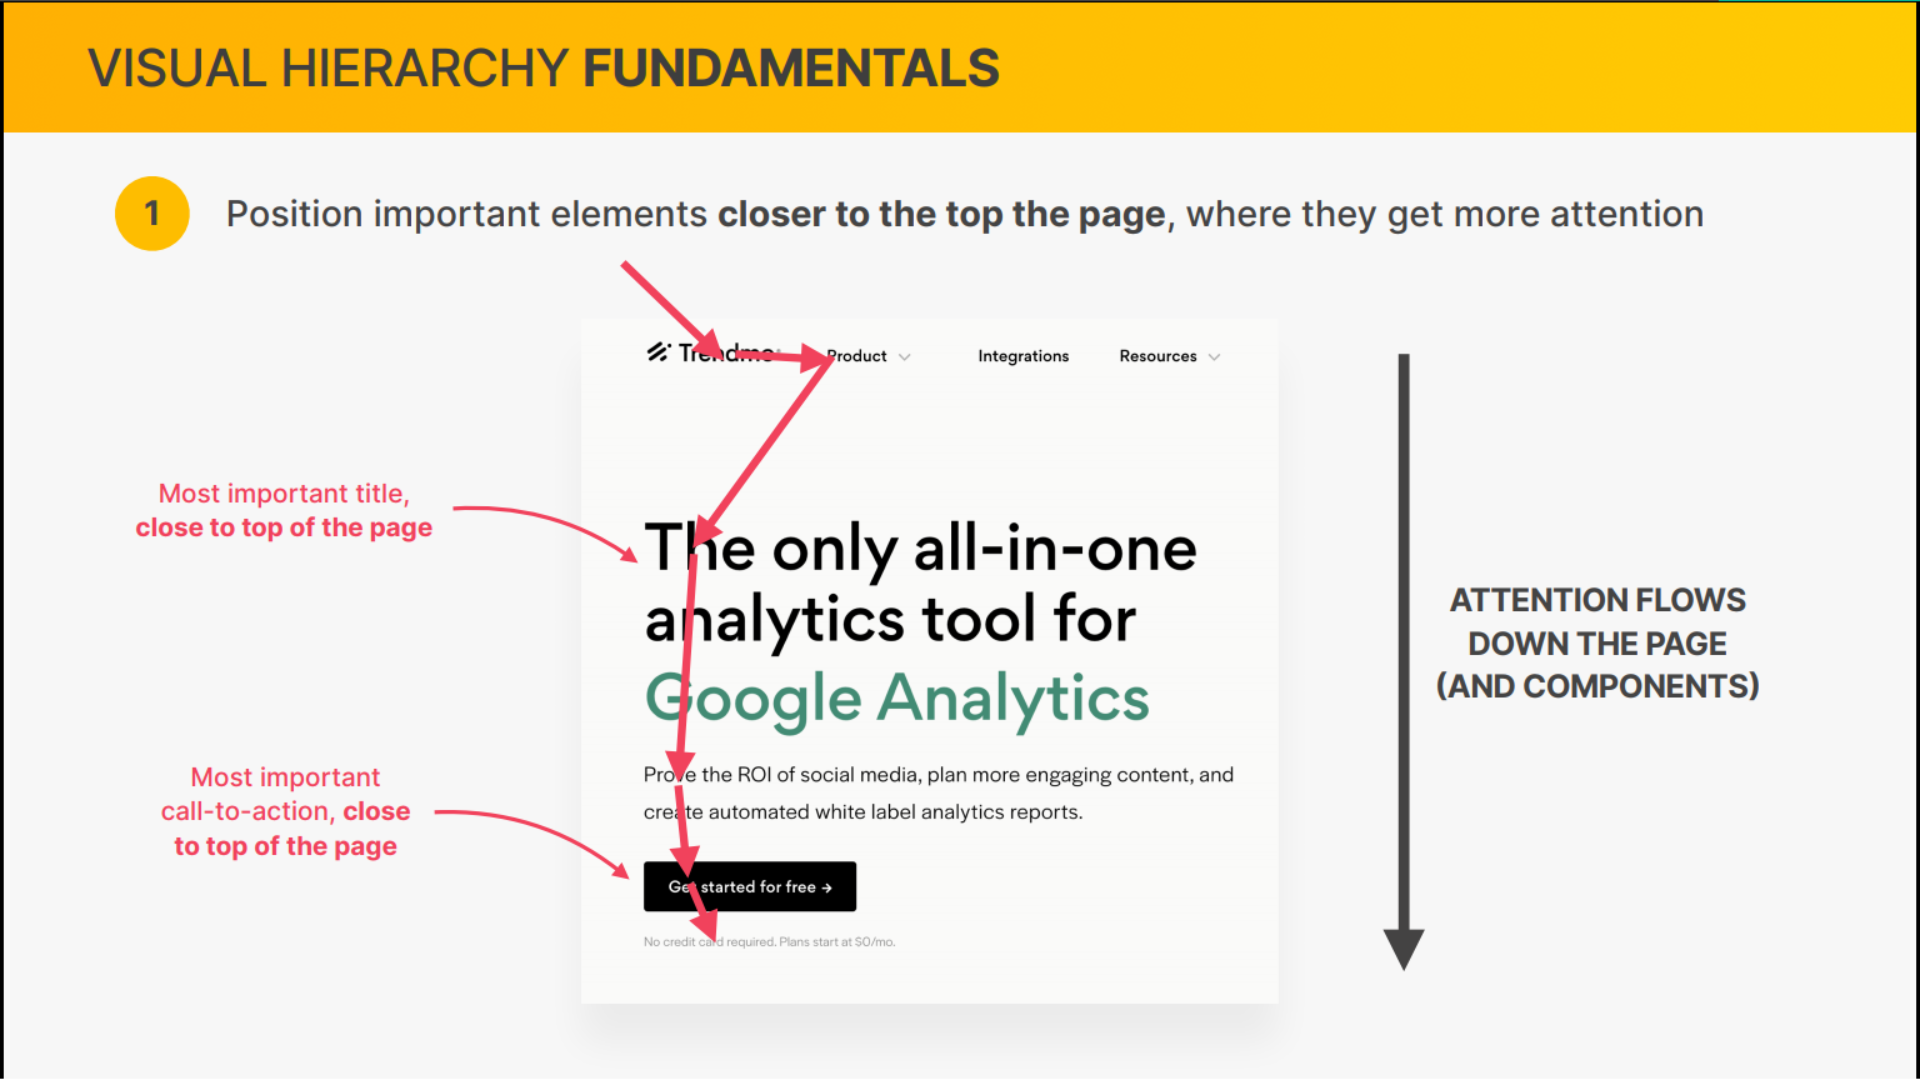 VISUAL HIERARCHY FUNDAMENTALS
1
Position important elements closer to the top the page, where they get more attention
Product
Integrations
Resources
Most important title,
close to top of the page
The only all-in-one
analytics tool for
Google Analytics
Prove the ROI of social media, plan more engaging content, and
create automated white label analytics reports.
Most important
call-to-action, close
to top of the page
Get started for free →
No credit card required. Plans start at $0/mo.
ATTENTION FLOWS
DOWN THE PAGE
(AND COMPONENTS)